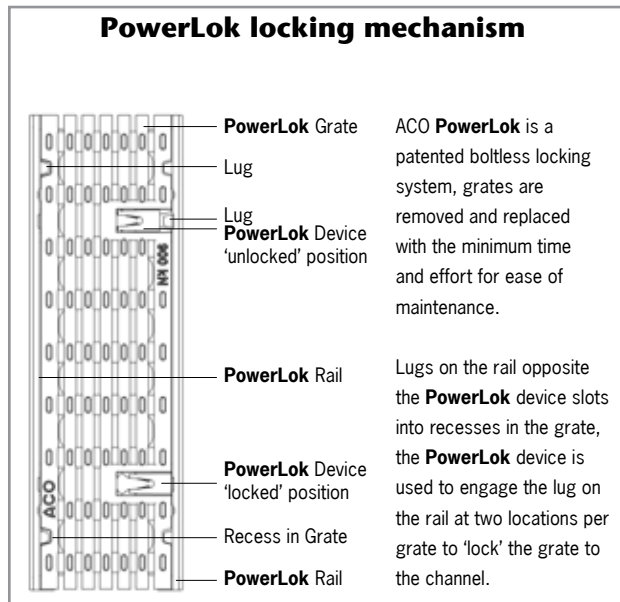 PowerLok locking mechanism
PowerLok Grate
Lug
Lug
PowerLok Device
'unlocked' position
900 KN
PowerLok Rail
PowerLok Device
'locked' position
ACO
Recess in Grate
PowerLok Rail
ACO PowerLok is a
patented boltless locking
system, grates are
removed and replaced
with the minimum time
and effort for ease of
maintenance.
Lugs on the rail opposite
the PowerLok device slots
into recesses in the grate,
the PowerLok device is
used to engage the lug on
the rail at two locations per
grate to 'lock' the grate to
the channel.